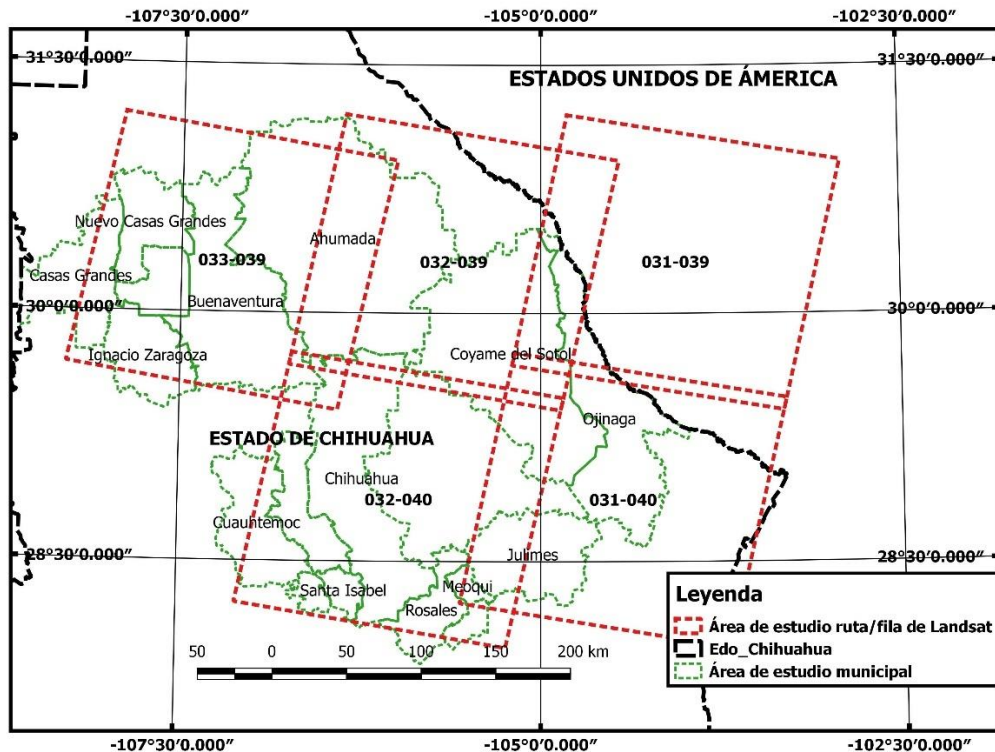 -107°30'0.000" -105°0'0.000" -102°30'0.000"
31°30'0.000" 31°30'0.000"
ESTADOS UNIDOS DE ÁMERICA
Nuevo Casas Grandes
Ahumada
033-039 032-039 031-039
Casas Grandes
Buenaventura
30°0'0.000" 30°0'0.000"
Ignacio Zaragoza Coyame del Sotol
Ojinaga
ESTADO DE CHIHUAHUA
Chihuahua
032-040 031-040
Cuauhtemoc
28°30'0.000" Julimes 28°30'0.000"
Santa Isabel Meoqui
Rosales
Leyenda
Área de estudio ruta/fila de Landsat
Edo_Chihuahua
Área de estudio municipal
50 0 50 100 150 200 km
-107°30'0.000" -105°0'0.000" -102°30'0.000"